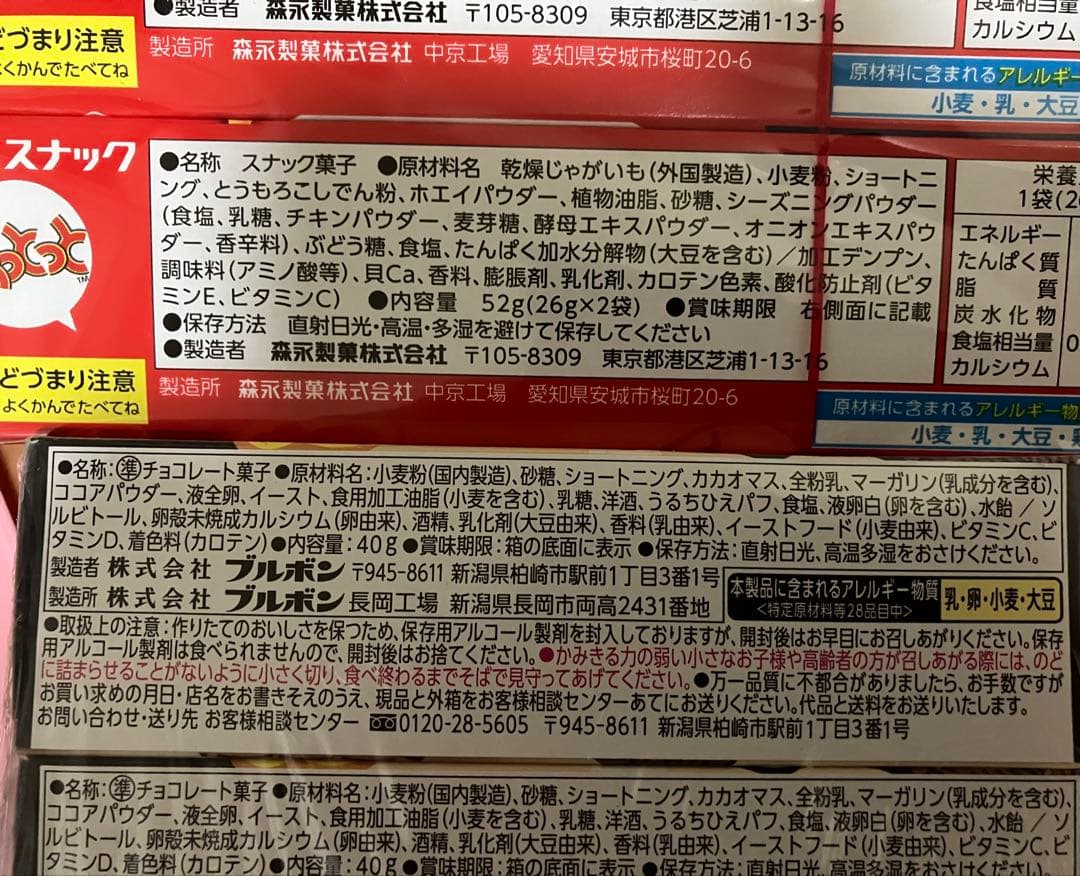 ●製造者 森永製菓株式会社 〒105-8309 東京都港区芝浦1-13-16
どづまり注意
よくかんでたべてね
製造所 森永製菓株式会社 中京工場 愛知県安城市桜町20-6
食塩相当量
カルシウム
原材料に含まれるアレルギー
小麦・乳・大豆
スナック
っとっと
TM
●名称 スナック菓子 ●原材料名 乾燥じゃがいも(外国製造)、小麦粉、ショートニ
ング、とうもろこしでん粉、ホエイパウダー、植物油脂、砂糖、シーズニングパウダー
(食塩、乳糖、チキンパウダー、麦芽糖、酵母エキスパウダー、オニオンエキスパウ
ダー、香辛料)、ぶどう糖、食塩、たんぱく加水分解物(大豆を含む)／加工デンプン、
調味料(アミノ酸等)、貝Ca、香料、膨脹剤、乳化剤、カロテン色素、酸化防止剤(ビタ
ミンE、ビタミンC) ●内容量 52g(26g×2袋) ●賞味期限 右側面に記載
●保存方法 直射日光・高温・多湿を避けて保存してください
●製造者 森永製菓株式会社 〒105-8309 東京都港区芝浦1-13-16
どづまり注意
よくかんでたべてね
製造所 森永製菓株式会社 中京工場 愛知県安城市桜町20-6
栄養
1袋(26
エネルギー
たんぱく質
脂質
炭水化物
食塩相当量 0
カルシウム
原材料に含まれるアレルギー物
小麦・乳・大豆・鶏
●名称:準チョコレート菓子●原材料名:小麦粉(国内製造)、砂糖、ショートニング、カカオマス、全粉乳、マーガリン(乳成分を含む)、
ココアパウダー、液全卵、イースト、食用加工油脂(小麦を含む)、乳糖、洋酒、うるちひえパフ、食塩、液卵白(卵を含む)、水飴／ソ
ルビトール、卵殻未焼成カルシウム(卵由来)、酒精、乳化剤(大豆由来)、香料(乳由来)、イーストフード(小麦由来)、ビタミンC、ビ
タミンD、着色料(カロテン)●内容量:40g●賞味期限:箱の底面に表示 ●保存方法:直射日光、高温多湿をおさけください。
製造者 株式会社 ブルボン 〒945-8611 新潟県柏崎市駅前1丁目3番1号
製造所 株式会社 ブルボン 長岡工場 新潟県長岡市両高2431番地
本製品に含まれるアレルギー物質
<特定原材料等28品目中>
乳・卵・小麦・大豆
●取扱上の注意:作りたてのおいしさを保つため、保存用アルコール製剤を封入しておりますが、開封後はお早目にお召しあがりください。保存
用アルコール製剤は食べられませんので、開封後はお捨てください。●かみきる力の弱い小さなお子様や高齢者の方が召しあがる際には、のど
に詰まらせることがないように小さく切り、食べ終わるまでそばで見守ってあげてください。●万一品質に不都合がありましたら、お手数ですが
お買い求めの月日・店名をお書きそえのうえ、現品と外箱をお客様相談センターあてにお送りください。代品と送料をお送りいたします。
お問い合わせ・送り先 お客様相談センター 0120-28-5605 〒945-8611 新潟県柏崎市駅前1丁目3番1号
●名称:準チョコレート菓子●原材料名:小麦粉(国内製造)、砂糖、ショートニング、カカオマス、全粉乳、マーガリン(乳成分を含む)、
ココアパウダー、液全卵、イースト、食用加工油脂(小麦を含む)、乳糖、洋酒、うるちひえパフ、食塩、液卵白(卵を含む)、水飴／ソ
ルビトール、卵殻未焼成カルシウム(卵由来)、酒精、乳化剤(大豆由来)、香料(乳由来)、イーストフード(小麦由来)、ビタミンC、ビ
タミンD、着色料(カロテン)●内容量:40g●賞味期限:箱の底面に表示 ●保存方法:直射日光、高温多湿をおさけください。